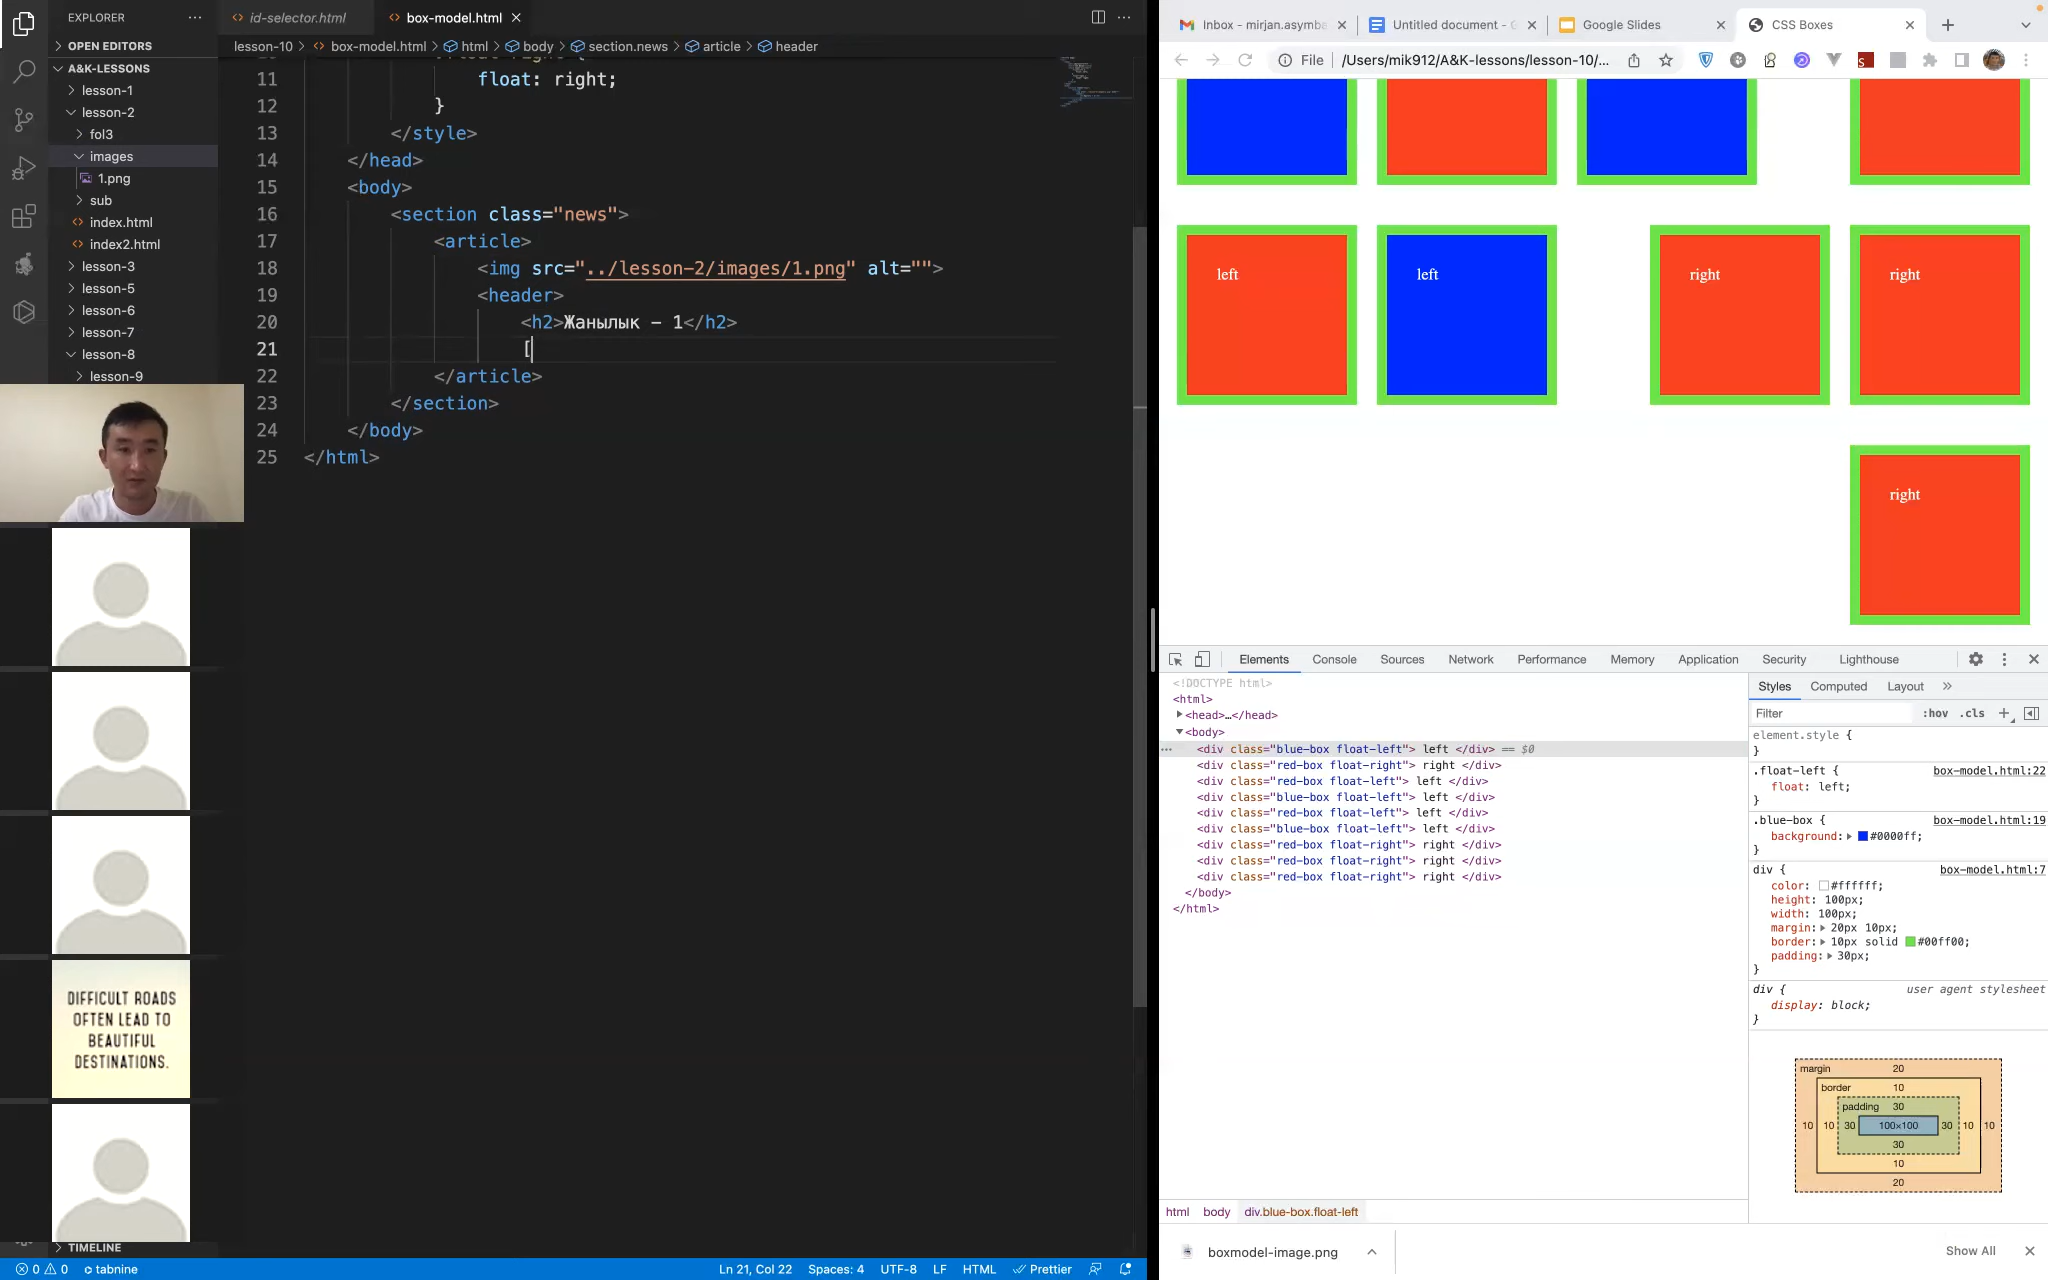 EXPLORER
OPEN EDITORS
A&K-LESSONS
lesson-1
lesson-2
fol3
images
1.png
sub
index.html
index2.html
lesson-3
lesson-5
lesson-6
lesson-7
lesson-8
lesson-9
DIFFICULT ROADS
OFTEN LEAD TO
BEAUTIFUL
DESTINATIONS.
TIMELINE
id-selector.html
box-model.html
lesson-10 > box-model.html > html > body > section.news > article > header
11 float: right;
12 }
13 </style>
14 </head>
15 <body>
16 <section class="news">
17 <article>
18 <img src="../lesson-2/images/1.png" alt="">
19 <header>
20 <h2>Жанылык - 1</h2>
21 [
22 </article>
23 </section>
24 </body>
25 </html>
0 0 tabnine
Ln 21, Col 22 Spaces: 4 UTF-8 LF HTML Prettier
Inbox - mirjan.asymba
Untitled document - G
Google Slides
CSS Boxes
File /Users/mik912/A&K-lessons/lesson-10/...
left left right right
right
Elements Console Sources Network Performance Memory Application Security Lighthouse
<!DOCTYPE html>
<html>
<head>…</head>
<body>
<div class="blue-box float-left"> left </div> == $0
<div class="red-box float-right"> right </div>
<div class="red-box float-left"> left </div>
<div class="blue-box float-left"> left </div>
<div class="red-box float-left"> left </div>
<div class="blue-box float-left"> left </div>
<div class="red-box float-right"> right </div>
<div class="red-box float-right"> right </div>
<div class="red-box float-right"> right </div>
</body>
</html>
html body div.blue-box.float-left
Styles Computed Layout
Filter :hov .cls
element.style {
}
.float-left { box-model.html:22
float: left;
}
.blue-box { box-model.html:19
background: #0000ff;
}
div { box-model.html:7
color: #ffffff;
height: 100px;
width: 100px;
margin: 20px 10px;
border: 10px solid #00ff00;
padding: 30px;
}
div { user agent stylesheet
display: block;
}
margin 20
border 10
padding 30
10 10 30 100×100 30 10 10
30
10
20
boxmodel-image.png
Show All